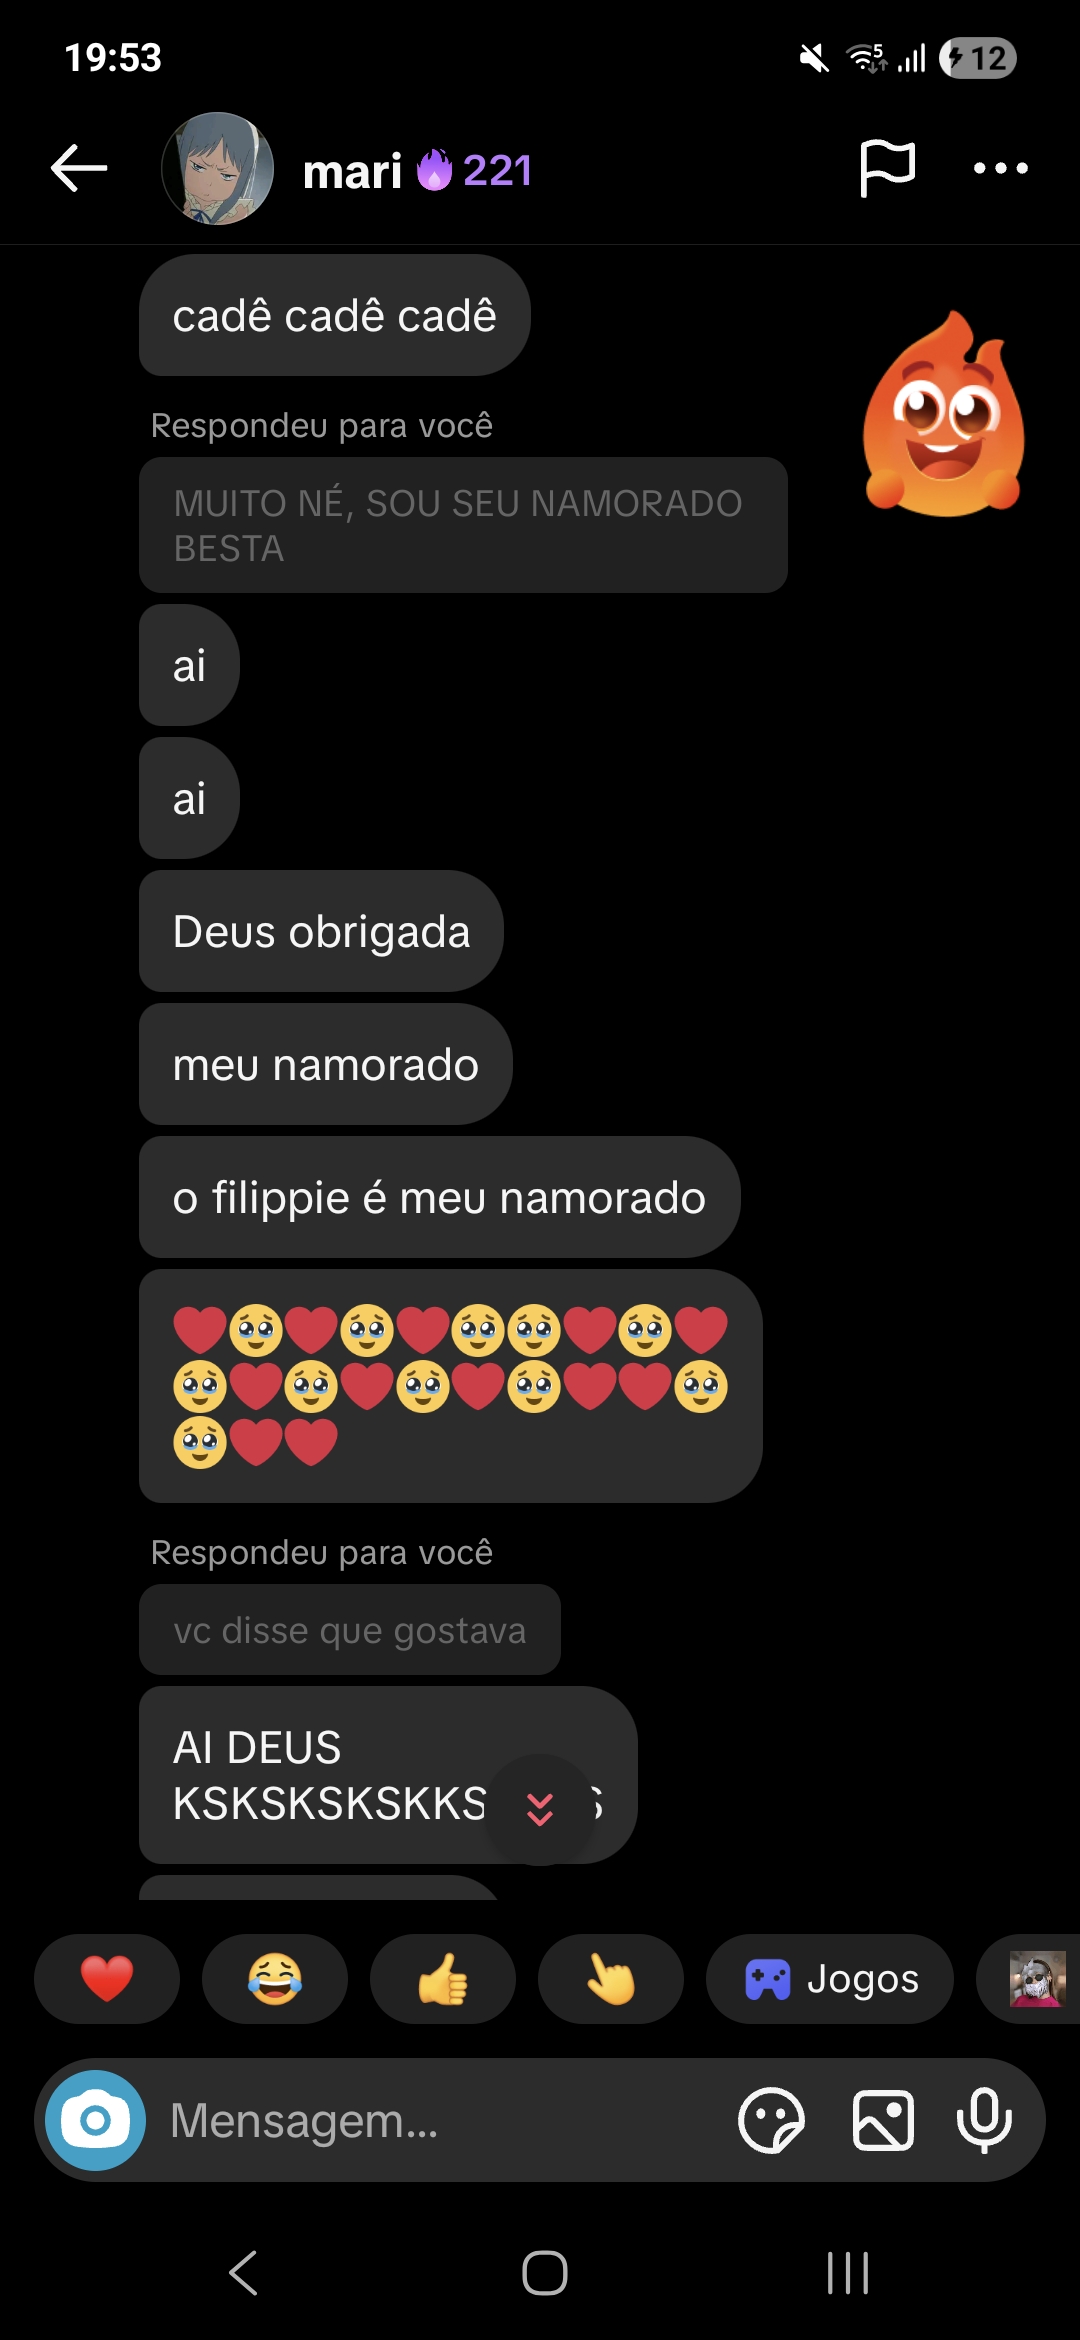 19:53
5
12
mari 221
cadê cadê cadê
Respondeu para você
MUITO NÉ, SOU SEU NAMORADO
BESTA
ai
ai
Deus obrigada
meu namorado
o filippie é meu namorado
❤️🥹❤️🥹❤️🥹🥹❤️🥹❤️
🥹❤️🥹❤️🥹❤️🥹❤️❤️🥹
🥹❤️❤️
Respondeu para você
vc disse que gostava
AI DEUS
Jogos
Mensagem...